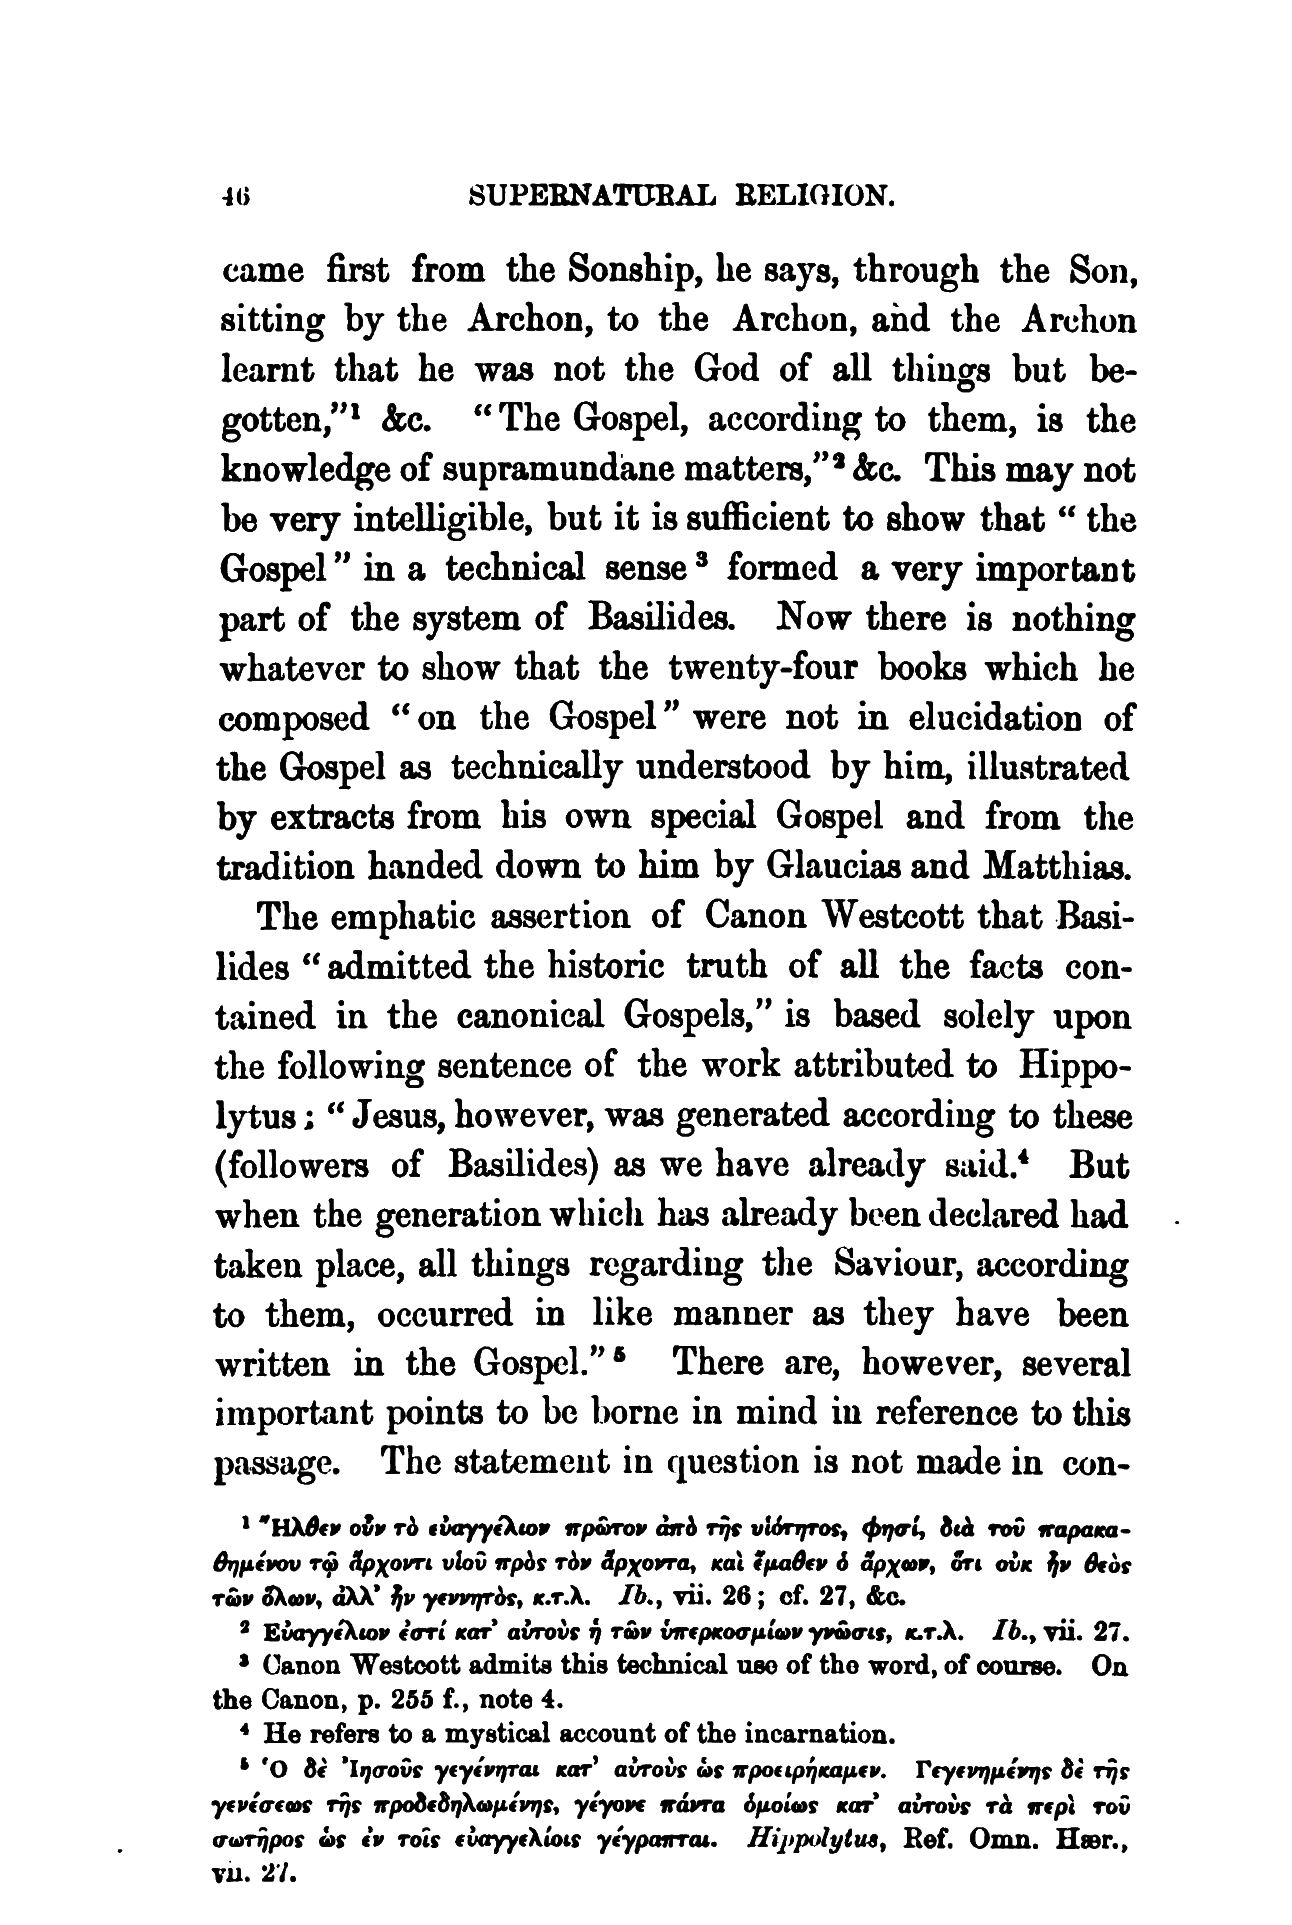 46 SUPERNATURAL RELIGION.
came first from the Sonship, he says, through the Son,
sitting by the Archon, to the Archon, and the Archon
learnt that he was not the God of all things but be-
gotten,”¹ &c. “The Gospel, according to them, is the
knowledge of supramundane matters,”² &c. This may not
be very intelligible, but it is sufficient to show that “the
Gospel” in a technical sense³ formed a very important
part of the system of Basilides. Now there is nothing
whatever to show that the twenty-four books which he
composed “on the Gospel” were not in elucidation of
the Gospel as technically understood by him, illustrated
by extracts from his own special Gospel and from the
tradition handed down to him by Glaucias and Matthias.
The emphatic assertion of Canon Westcott that Basi-
lides “admitted the historic truth of all the facts con-
tained in the canonical Gospels,” is based solely upon
the following sentence of the work attributed to Hippo-
lytus; “Jesus, however, was generated according to these
(followers of Basilides) as we have already said.⁴ But
when the generation which has already been declared had
taken place, all things regarding the Saviour, according
to them, occurred in like manner as they have been
written in the Gospel.”⁵ There are, however, several
important points to be borne in mind in reference to this
passage. The statement in question is not made in con-
¹ Ἦλθεν οὖν τὸ εὐαγγέλιον πρῶτον ἀπὸ τῆς υἱότητος, φησί, διὰ τοῦ παρακα-
θημένου τῷ ἄρχοντι υἱοῦ πρὸς τὸν ἄρχοντα, καὶ ἔμαθεν ὁ ἄρχων, ὅτι οὐκ ἦν θεὸς
τῶν ὅλων, ἀλλ’ ἦν γεννητὸς, κ.τ.λ. Ib., vii. 26; cf. 27, &c.
² Εὐαγγέλιον ἐστί κατ’ αὐτοὺς ἡ τῶν ὑπερκοσμίων γνῶσις, κ.τ.λ. Ib., vii. 27.
³ Canon Westcott admits this technical use of the word, of course. On
the Canon, p. 255 f., note 4.
⁴ He refers to a mystical account of the incarnation.
⁵ Ὁ δὲ Ἰησοῦς γεγένηται κατ’ αὐτοὺς ὡς προειρήκαμεν. Γεγενημένης δὲ τῆς
γενέσεως τῆς προδεδηλωμένης, γέγονε πάντα ὁμοίως κατ’ αὐτοὺς τὰ περὶ τοῦ
σωτῆρος ὡς ἐν τοῖς εὐαγγελίοις γέγραπται. Hippolytus, Ref. Omn. Hær.,
vii. 27.